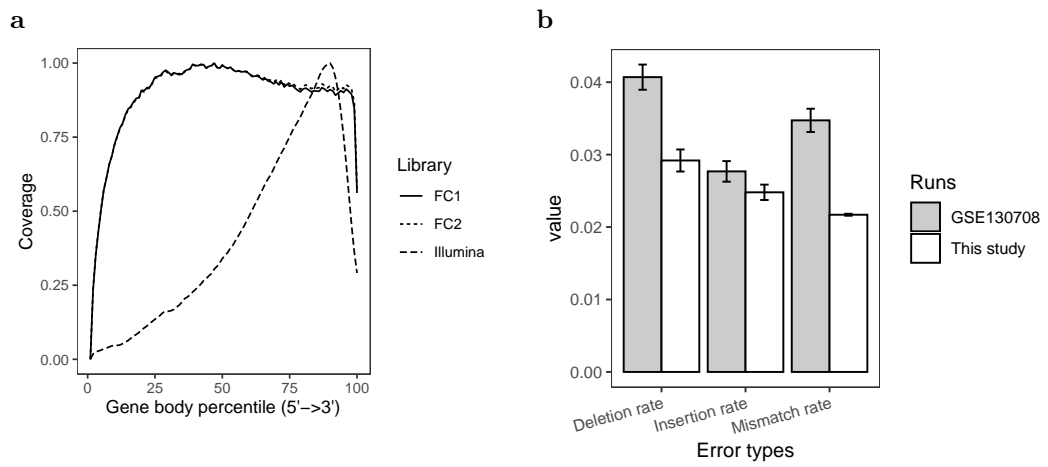 a
1.00
0.75
0.50
0.25
0.00
Coverage
0 25 50 75 100
Gene body percentile (5'->3')
Library
FC1
FC2
Illumina
b
0.04
0.03
0.02
0.01
0.00
value
Deletion rate
Insertion rate
Mismatch rate
Error types
Runs
GSE130708
This study